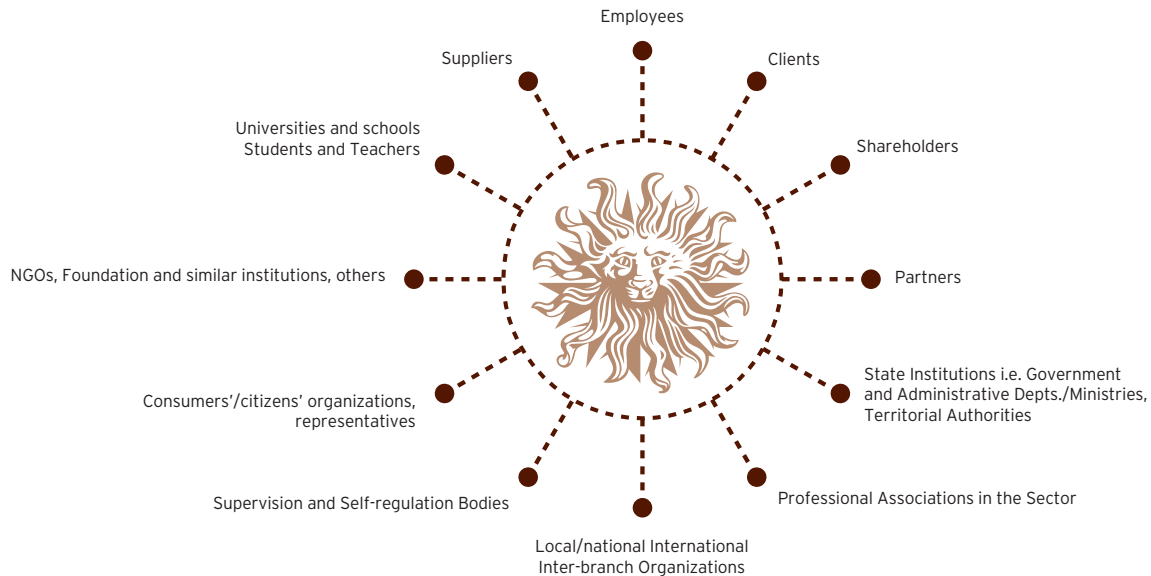 Employees
Suppliers
Clients
Universities and schools
Students and Teachers
Shareholders
NGOs, Foundation and similar institutions, others
Partners
State Institutions i.e. Government
and Administrative Depts./Ministries,
Territorial Authorities
Consumers’/citizens’ organizations,
representatives
Supervision and Self-regulation Bodies
Professional Associations in the Sector
Local/national International
Inter-branch Organizations